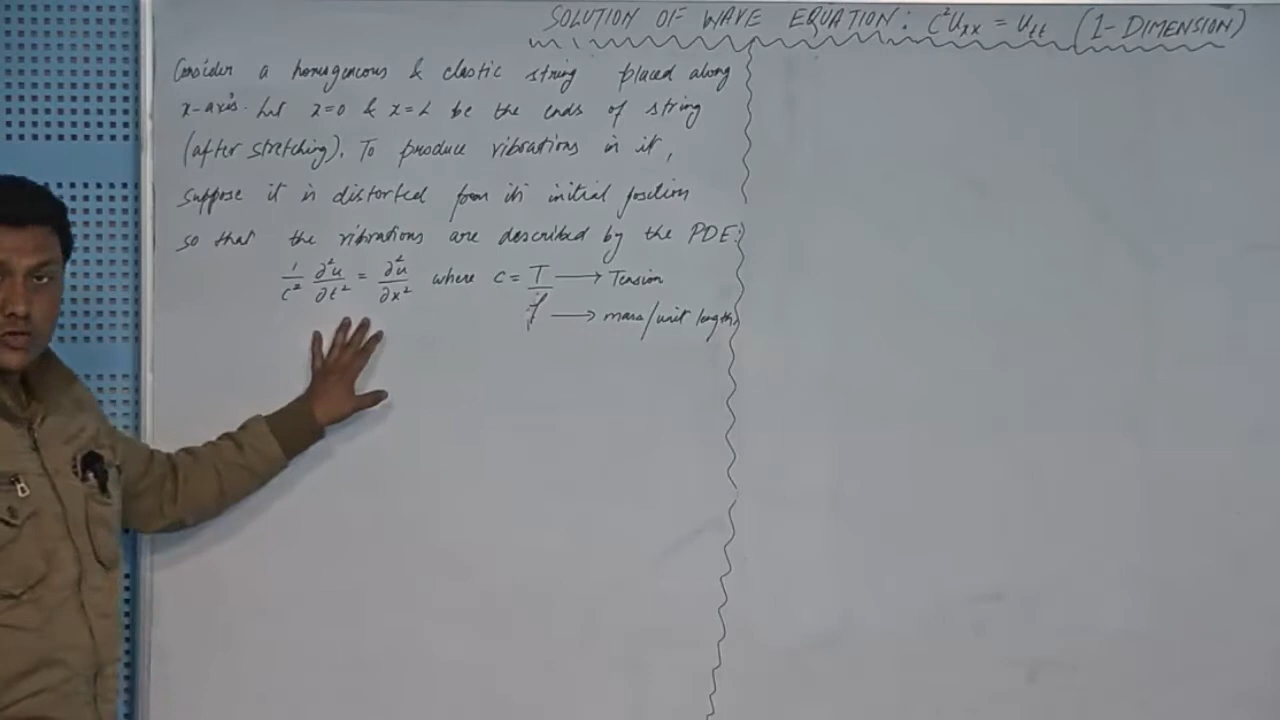 SOLUTION OF WAVE EQUATION: C²Uxx = Utt (1-DIMENSION)
Consider a homogeneous & elastic string placed along
x-axis. Let x=0 & x=L be the ends of string
(after stretching). To produce vibrations in it,
suppose it is distorted from its initial position
so that the vibrations are described by the PDE:
1/c² ∂²u/∂t² = ∂²u/∂x² where c = T/ρ → Tension
→ mass/unit length